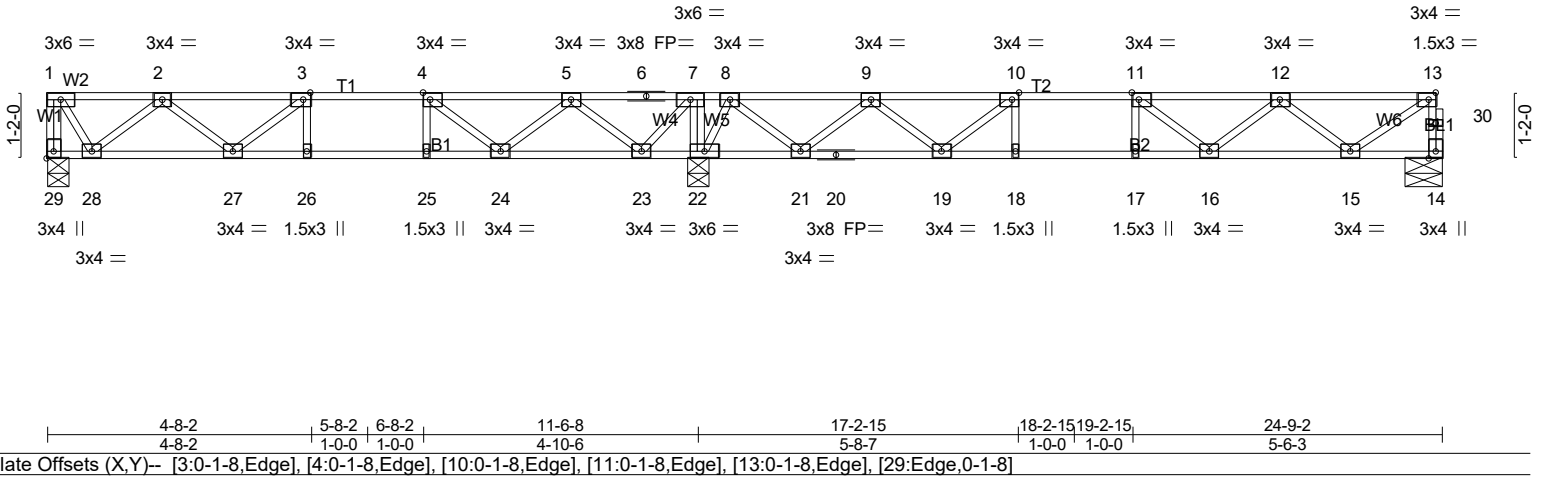 3x6 = 3x4 =
3x6 = 3x4 = 3x4 = 3x4 = 3x4 = 3x8 FP= 3x4 = 3x4 = 3x4 = 3x4 = 3x4 = 1.5x3 =
1 2 3 4 5 6 7 8 9 10 11 12 13
W2 T1 T2
1-2-0 W1 W4 W5 W6 BL1 30 1-2-0
B1 B2
29 28 27 26 25 24 23 22 21 20 19 18 17 16 15 14
3x4 || 3x4 = 1.5x3 || 1.5x3 || 3x4 = 3x4 = 3x6 = 3x8 FP= 3x4 = 1.5x3 || 1.5x3 || 3x4 = 3x4 = 3x4 ||
3x4 = 3x4 =
4-8-2 5-8-2 6-8-2 11-6-8 17-2-15 18-2-15 19-2-15 24-9-2
4-8-2 1-0-0 1-0-0 4-10-6 5-8-7 1-0-0 1-0-0 5-6-3
late Offsets (X,Y)-- [3:0-1-8,Edge], [4:0-1-8,Edge], [10:0-1-8,Edge], [11:0-1-8,Edge], [13:0-1-8,Edge], [29:Edge,0-1-8]